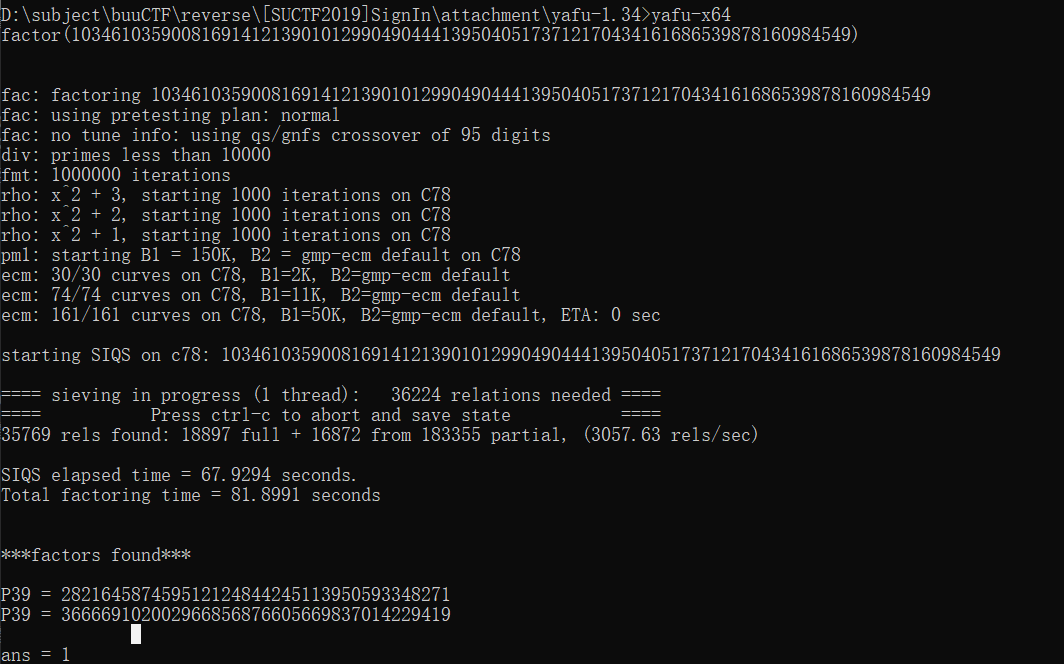 D:\subject\buuCTF\reverse\[SUCTF2019]SignIn\attachment\yafu-1.34>yafu-x64
factor(103461035900816914121390101299049044413950405173712170434161686539878160984549)
fac: factoring 103461035900816914121390101299049044413950405173712170434161686539878160984549
fac: using pretesting plan: normal
fac: no tune info: using qs/gnfs crossover of 95 digits
div: primes less than 10000
fmt: 1000000 iterations
rho: x^2 + 3, starting 1000 iterations on C78
rho: x^2 + 2, starting 1000 iterations on C78
rho: x^2 + 1, starting 1000 iterations on C78
pm1: starting B1 = 150K, B2 = gmp-ecm default on C78
ecm: 30/30 curves on C78, B1=2K, B2=gmp-ecm default
ecm: 74/74 curves on C78, B1=11K, B2=gmp-ecm default
ecm: 161/161 curves on C78, B1=50K, B2=gmp-ecm default, ETA: 0 sec
starting SIQS on c78: 103461035900816914121390101299049044413950405173712170434161686539878160984549
==== sieving in progress (1 thread):   36224 relations needed ====
====           Press ctrl-c to abort and save state           ====
35769 rels found: 18897 full + 16872 from 183355 partial, (3057.63 rels/sec)
SIQS elapsed time = 67.9294 seconds.
Total factoring time = 81.8991 seconds
***factors found***
P39 = 282164587459512124844245113950593348271
P39 = 366669102002966856876605669837014229419
ans = 1